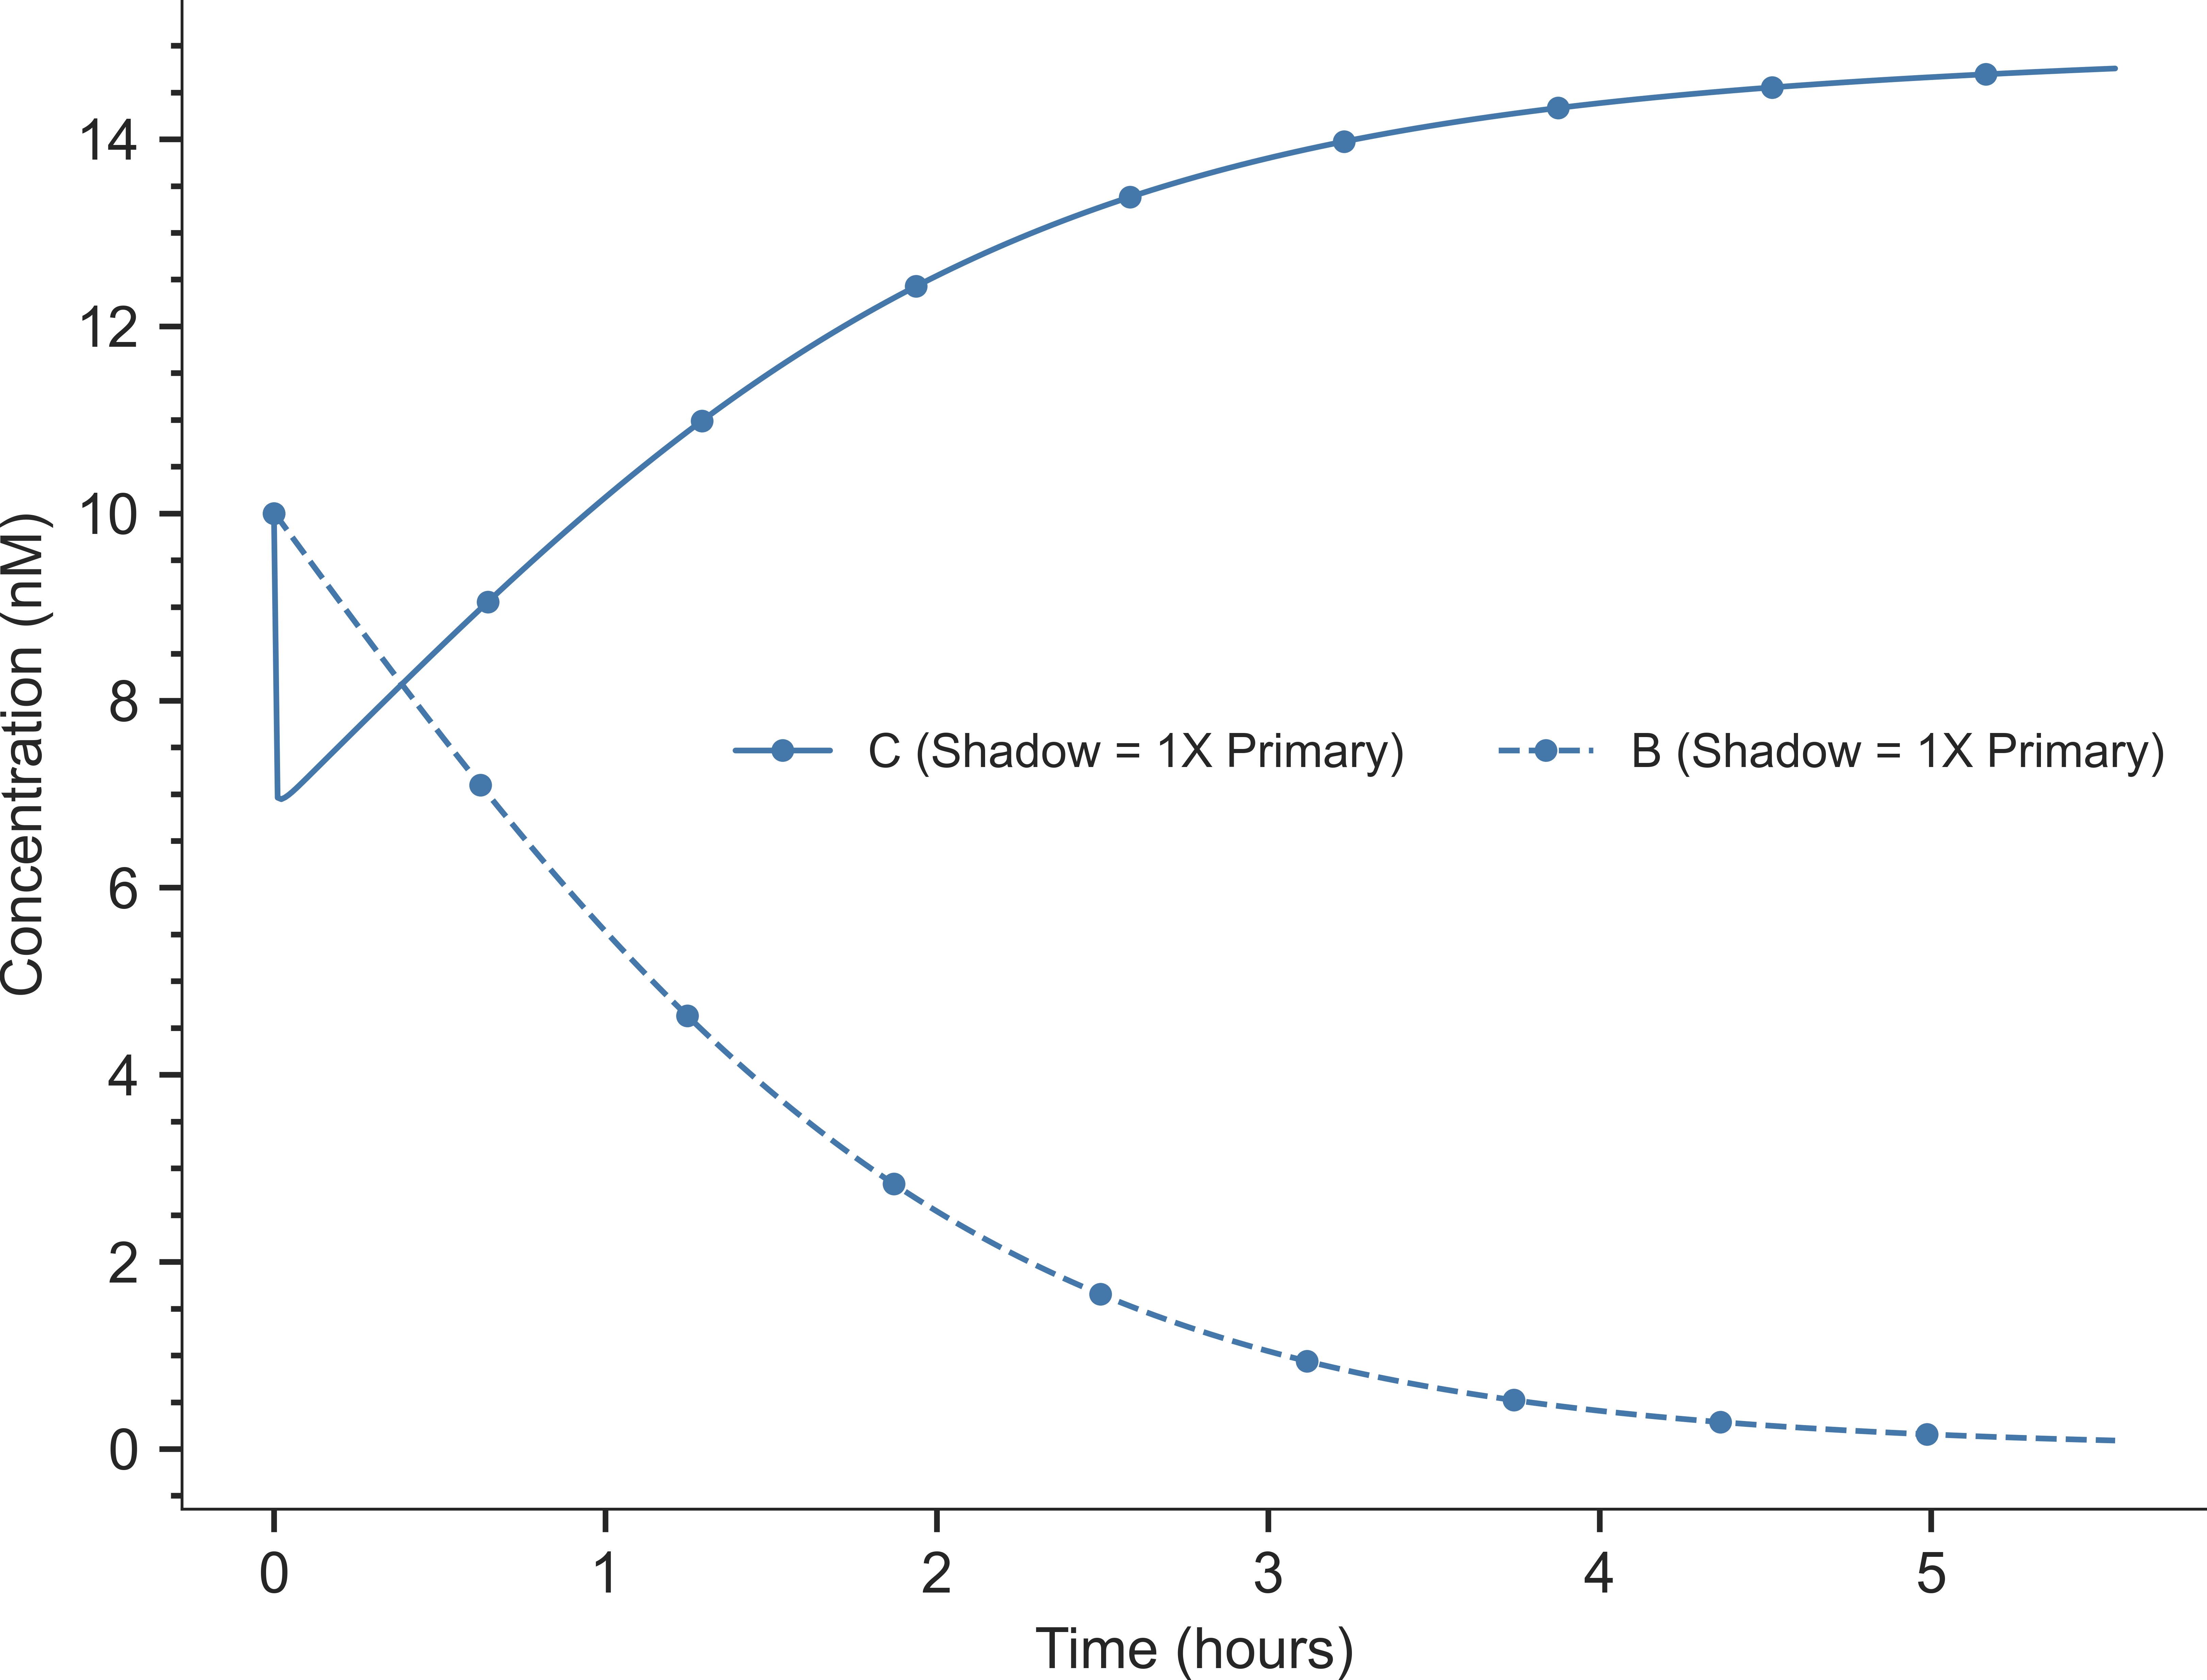 Concentration (nM)
14
12
10
8
6
4
2
0
C (Shadow = 1X Primary) B (Shadow = 1X Primary)
0 1 2 3 4 5
Time (hours)